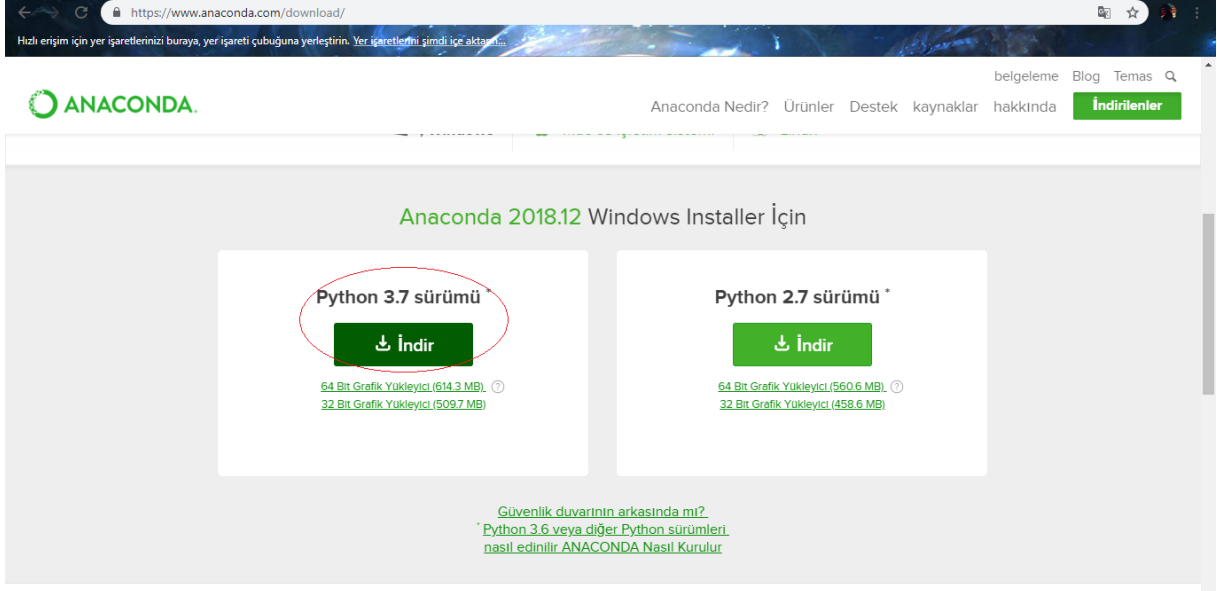 https://www.anaconda.com/download/
Hızlı erişim için yer işaretlerinizi buraya, yer işareti çubuğuna yerleştirin. Yer işaretlerini şimdi içe aktarın...
belgeleme Blog Temas
ANACONDA.
Anaconda Nedir? Ürünler Destek kaynaklar hakkında İndirilenler
Windows
Anaconda 2018.12 Windows Installer İçin
Python 3.7 sürümü *
İndir
64 Bit Grafik Yükleyici (614.3 MB)
32 Bit Grafik Yükleyici (509.7 MB)
Python 2.7 sürümü *
İndir
64 Bit Grafik Yükleyici (560.6 MB)
32 Bit Grafik Yükleyici (458.6 MB)
Güvenlik duvarının arkasında mı?
* Python 3.6 veya diğer Python sürümleri
nasıl edinilir ANACONDA Nasıl Kurulur